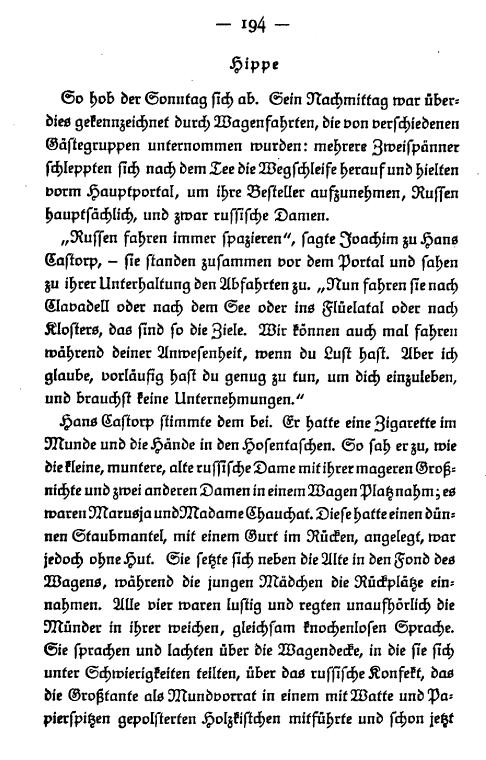 — 194 —
Hippe
So hob der Sonntag sich ab. Sein Nachmittag war über-
dies gekennzeichnet durch Wagenfahrten, die von verschiedenen
Gästegruppen unternommen wurden: mehrere Zweispänner
schleppten sich nach dem Tee die Wegschleife herauf und hielten
vorm Hauptportal, um ihre Besteller aufzunehmen, Russen
hauptsächlich, und zwar russische Damen.
„Russen fahren immer spazieren“, sagte Joachim zu Hans
Castorp, – sie standen zusammen vor dem Portal und sahen
zu ihrer Unterhaltung den Abfahrten zu. „Nun fahren sie nach
Clavadell oder nach dem See oder ins Flüelatal oder nach
Klosters, das sind so die Ziele. Wir können auch mal fahren
während deiner Anwesenheit, wenn du Lust hast. Aber ich
glaube, vorläufig hast du genug zu tun, um dich einzuleben,
und brauchst keine Unternehmungen.“
Hans Castorp stimmte dem bei. Er hatte eine Zigarette im
Munde und die Hände in den Hosentaschen. So sah er zu, wie
die kleine, muntere, alte russische Dame mit ihrer mageren Groß-
nichte und zwei anderen Damen in einem Wagen Platz nahm; es
waren Marusja und Madame Chauchat. Diese hatte einen dün-
nen Staubmantel, mit einem Gurt im Rücken, angelegt, war
jedoch ohne Hut. Sie setzte sich neben die Alte in den Fond des
Wagens, während die jungen Mädchen die Rückplätze ein-
nahmen. Alle vier waren lustig und regten unaufhörlich die
Münder in ihrer weichen, gleichsam knochenlosen Sprache.
Sie sprachen und lachten über die Wagendecke, in die sie sich
unter Schwierigkeiten teilten, über das russische Konfekt, das
die Großtante als Mundvorrat in einem mit Watte und Pa-
pierspitzen gepolsterten Holzkistchen mitführte und schon jetzt